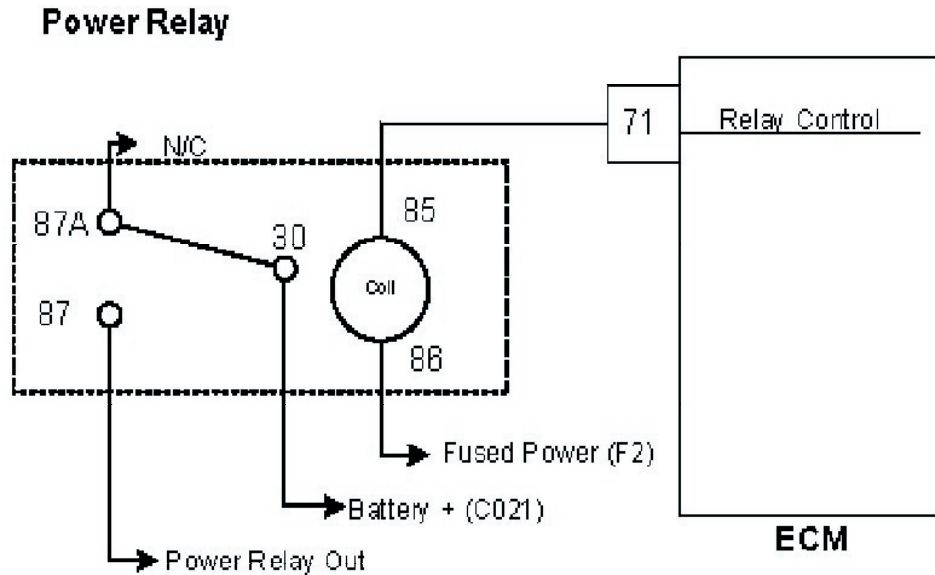 Power Relay
N/C
71
Relay Control
87A
30
85
87
Coil
86
Fused Power (F2)
Battery + (C021)
Power Relay Out
ECM